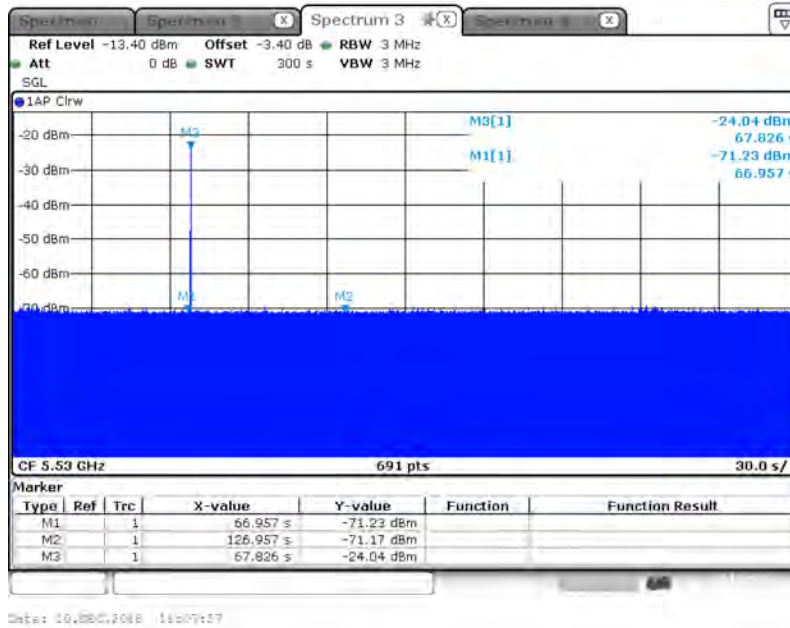 Spectrum 3
Ref Level -13.40 dBm Offset -3.40 dB RBW 3 MHz
Att 0 dB SWT 300 s VBW 3 MHz
SGL
1AP Clrw
M3[1] -24.04 dBm
67.826 s
M1[1] -71.23 dBm
66.957 s
-20 dBm
M3
-30 dBm
-40 dBm
-50 dBm
-60 dBm
M1 M2
-70 dBm
CF 5.53 GHz 691 pts 30.0 s/
Marker
Type Ref Trc X-value Y-value Function Function Result
M1 1 66.957 s -71.23 dBm
M2 1 126.957 s -71.17 dBm
M3 1 67.826 s -24.04 dBm